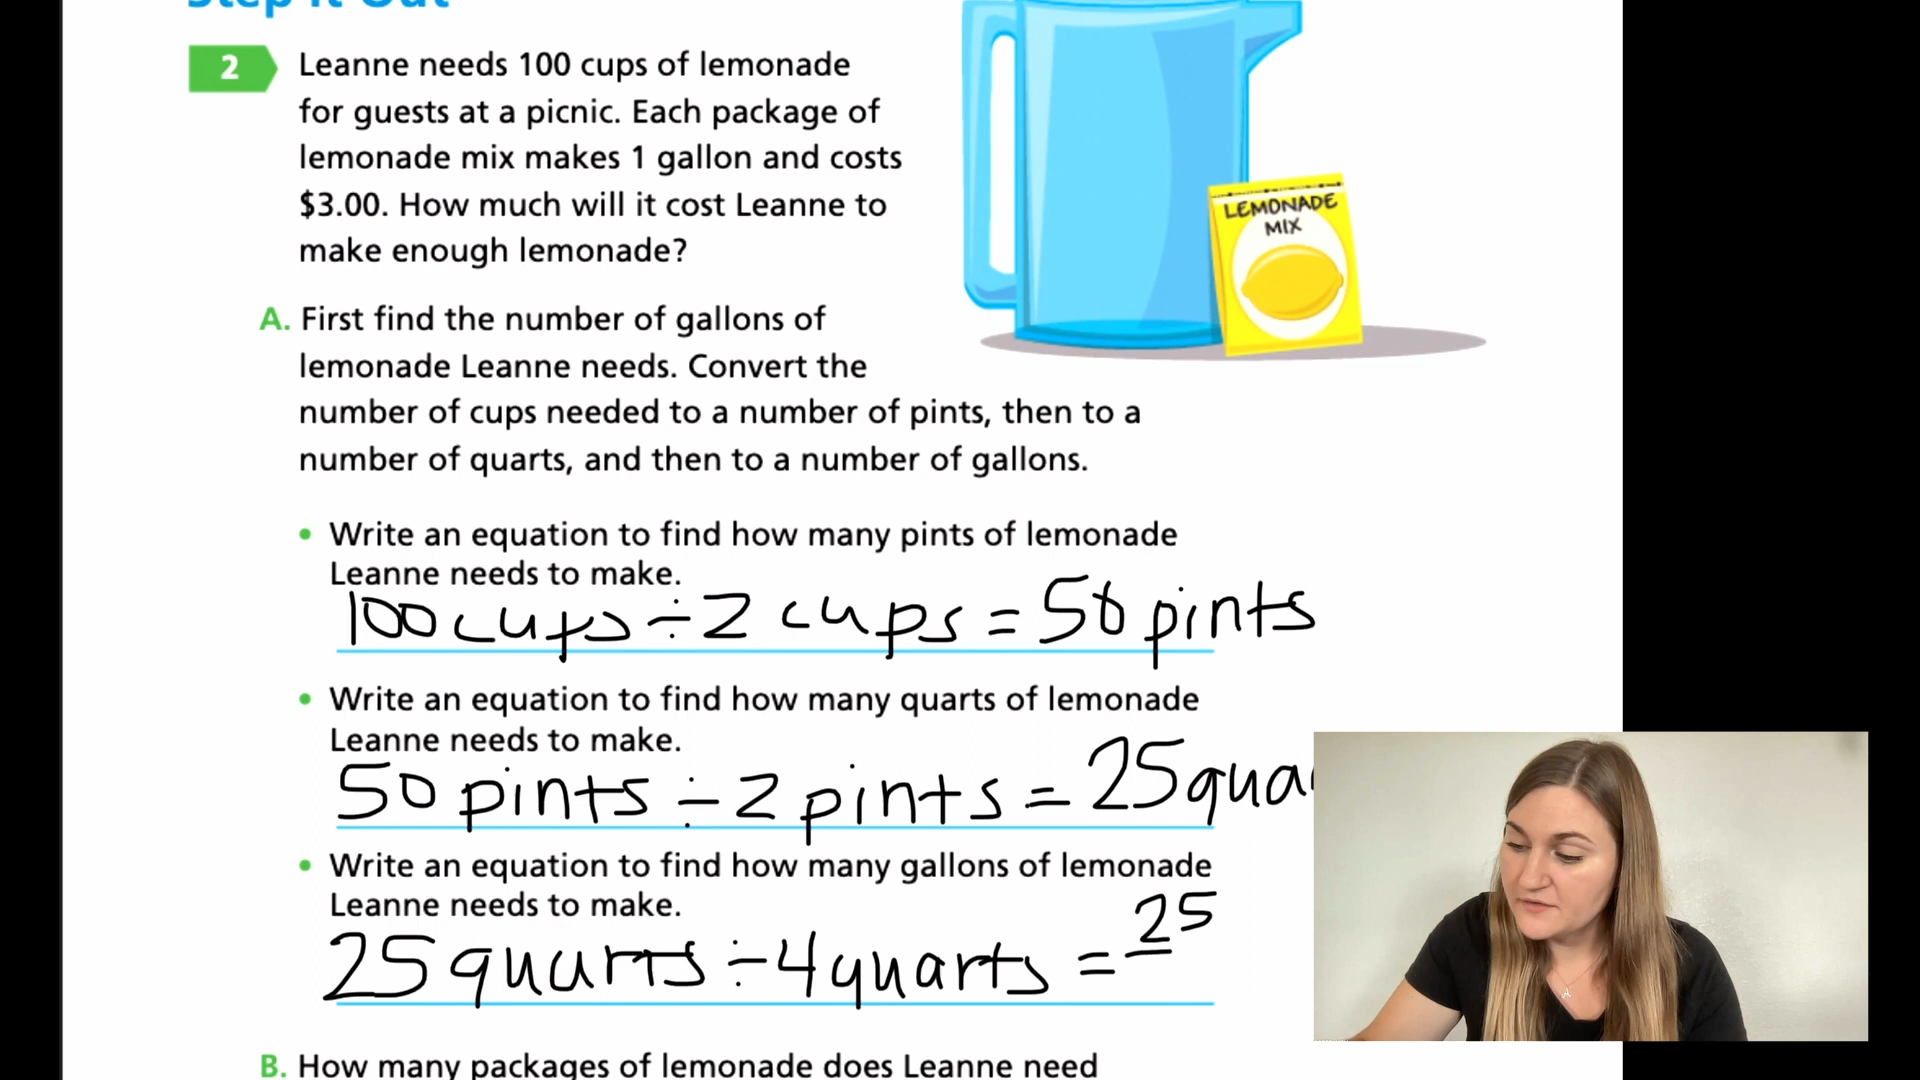 Step It Out
2
Leanne needs 100 cups of lemonade
for guests at a picnic. Each package of
lemonade mix makes 1 gallon and costs
$3.00. How much will it cost Leanne to
make enough lemonade?
LEMONADE
MIX
A. First find the number of gallons of
lemonade Leanne needs. Convert the
number of cups needed to a number of pints, then to a
number of quarts, and then to a number of gallons.
• Write an equation to find how many pints of lemonade
Leanne needs to make.
100 cups ÷ 2 cups = 50 pints
• Write an equation to find how many quarts of lemonade
Leanne needs to make.
50 pints ÷ 2 pints = 25 qua
• Write an equation to find how many gallons of lemonade
Leanne needs to make.
25 quarts ÷ 4 quarts = 25
B. How many packages of lemonade does Leanne need